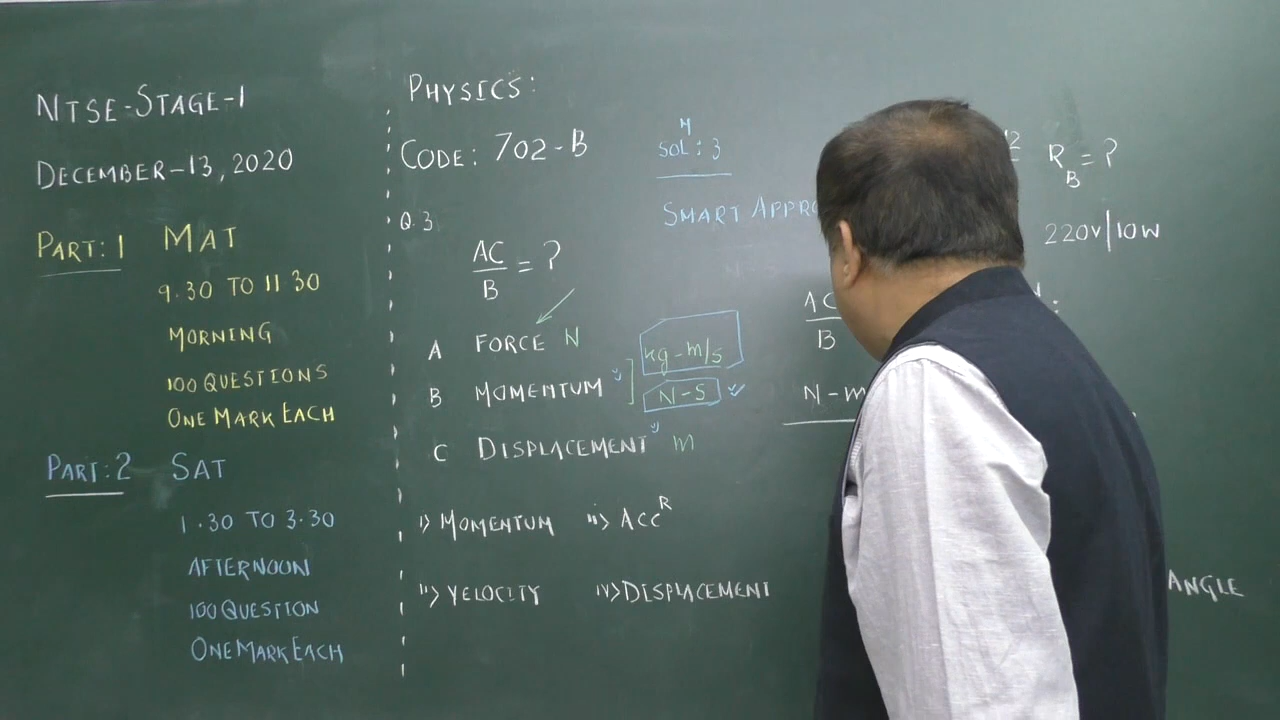 NTSE-STAGE-1
DECEMBER-13, 2020
PART: 1 MAT
9.30 TO 11 30
MORNING
100 QUESTIONS
ONE MARK EACH
PART: 2 SAT
1.30 TO 3.30
AFTERNOON
100 QUESTION
ONE MARK EACH
PHYSICS:
CODE: 702-B
Q.3
AC/B = ?
A FORCE N
B MOMENTUM kg-m/s
N-S
C DISPLACEMENT m
i> MOMENTUM ii> ACC^R
"> VELOCITY iv> DISPLACEMENT
M
SOL: 3
SMART
AC
B
N-m
R_B = ?
220V|10W
ANGLE